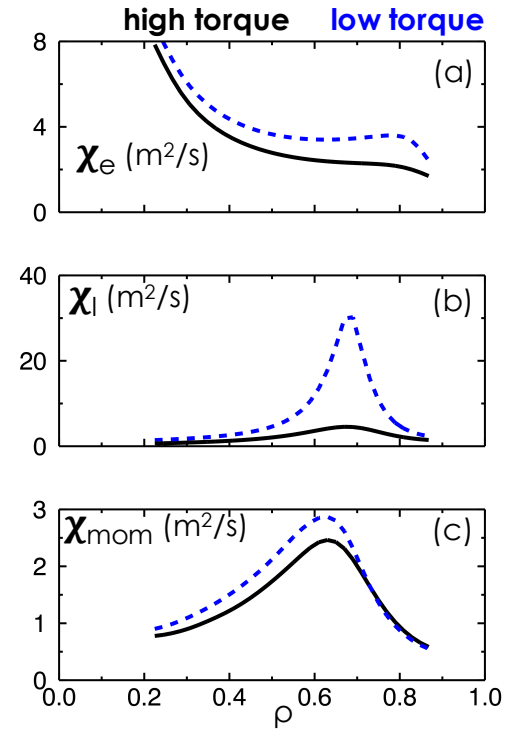 high torque low torque
8
(a)
4
χe (m2/s)
0
40
χI (m2/s)
(b)
20
0
3
χmom (m2/s)
(c)
2
1
0
0.0 0.2 0.4 0.6 0.8 1.0
ρ